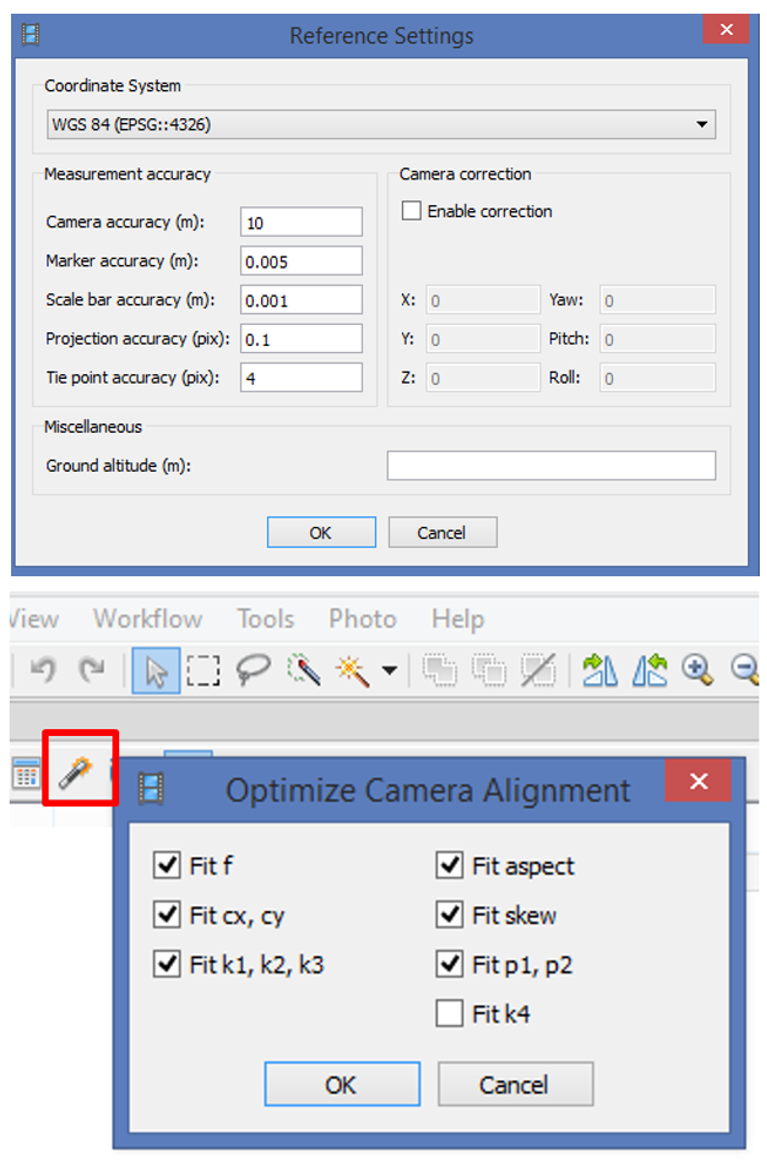 Reference Settings
Coordinate System
WGS 84 (EPSG::4326)
Measurement accuracy
Camera accuracy (m): 10
Marker accuracy (m): 0.005
Scale bar accuracy (m): 0.001
Projection accuracy (pix): 0.1
Tie point accuracy (pix): 4
Camera correction
Enable correction
X: 0 Yaw: 0
Y: 0 Pitch: 0
Z: 0 Roll: 0
Miscellaneous
Ground altitude (m):
OK Cancel
View Workflow Tools Photo Help
Optimize Camera Alignment
Fit f Fit aspect
Fit cx, cy Fit skew
Fit k1, k2, k3 Fit p1, p2
Fit k4
OK Cancel